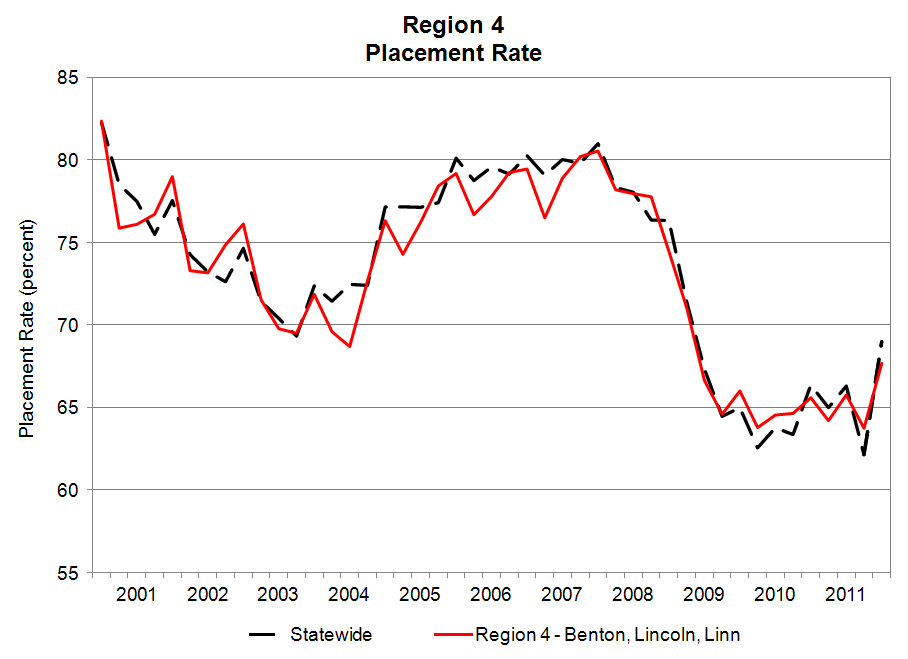 Region 4
Placement Rate
85
80
75
70
65
60
55
Placement Rate (percent)
2001 2002 2003 2004 2005 2006 2007 2008 2009 2010 2011
Statewide Region 4 - Benton, Lincoln, Linn